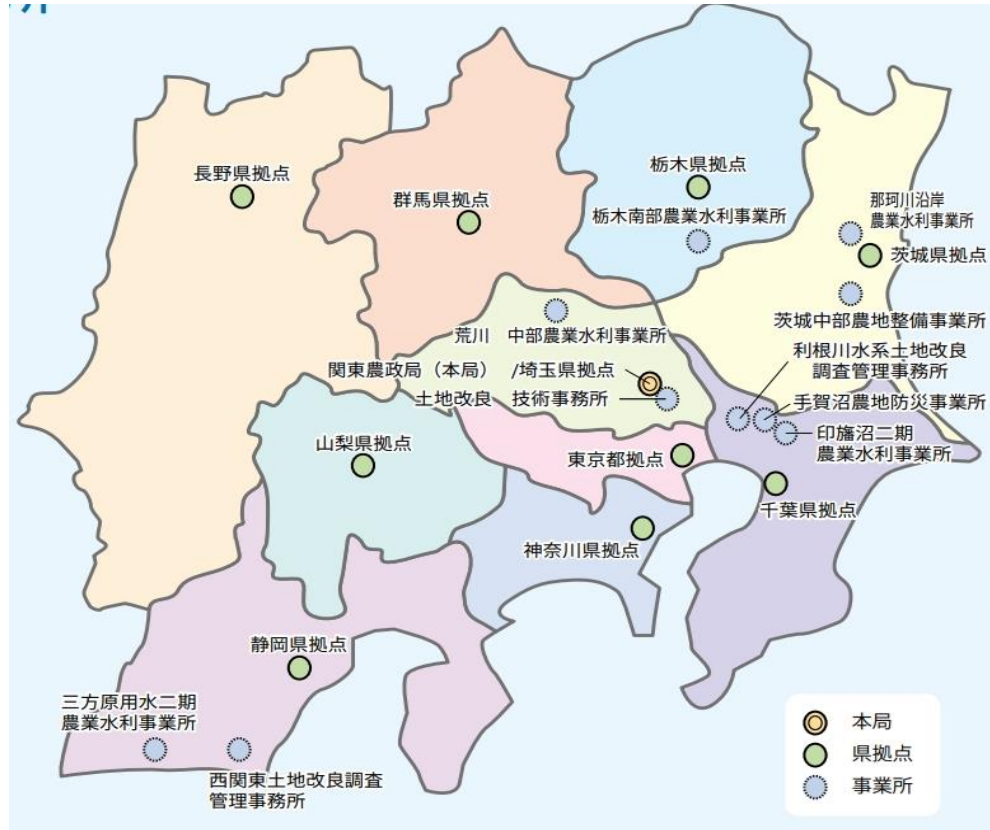 長野県拠点
群馬県拠点
栃木県拠点
栃木南部農業水利事業所
那珂川沿岸
農業水利事業所
茨城県拠点
茨城中部農地整備事業所
荒川 中部農業水利事業所
利根川水系土地改良
調査管理事務所
関東農政局（本局） /埼玉県拠点
土地改良 技術事務所
手賀沼農地防災事業所
印旛沼二期
農業水利事業所
山梨県拠点
東京都拠点
千葉県拠点
神奈川県拠点
静岡県拠点
三方原用水二期
農業水利事業所
西関東土地改良調査
管理事務所
本局
県拠点
事業所